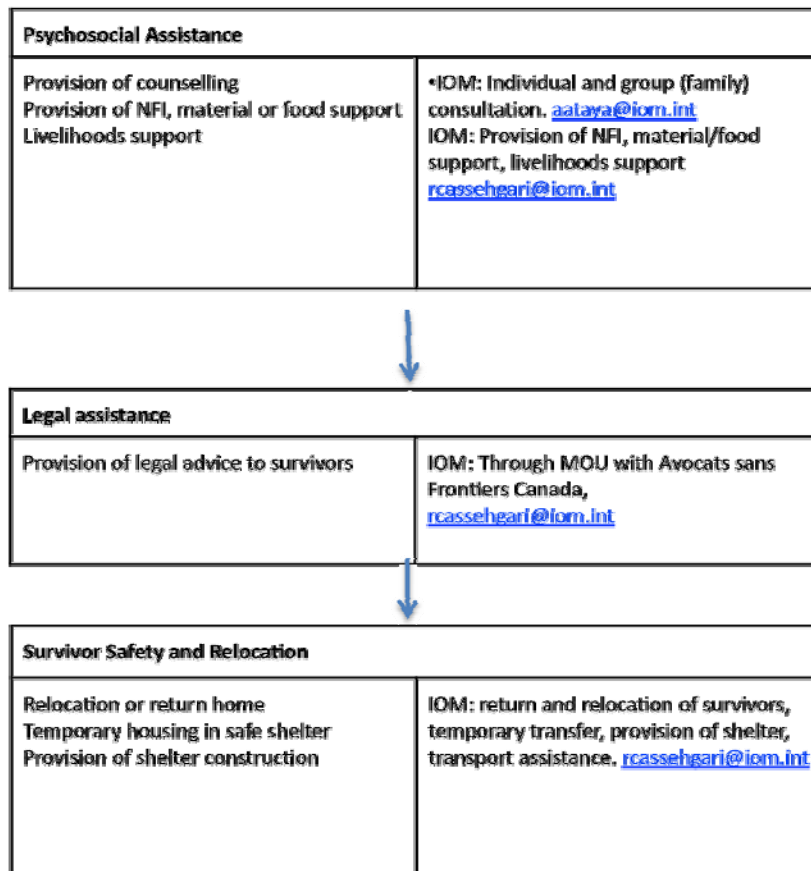 Psychosocial Assistance
Provision of counselling
Provision of NFI, material or food support
Livelihoods support
•IOM: Individual and group (family)
consultation. aataya@iom.int
IOM: Provision of NFI, material/food
support, livelihoods support
rcassehgari@iom.int
Legal assistance
Provision of legal advice to survivors
IOM: Through MOU with Avocats sans
Frontiers Canada,
rcassehgari@iom.int
Survivor Safety and Relocation
Relocation or return home
Temporary housing in safe shelter
Provision of shelter construction
IOM: return and relocation of survivors,
temporary transfer, provision of shelter,
transport assistance. rcassehgari@iom.int